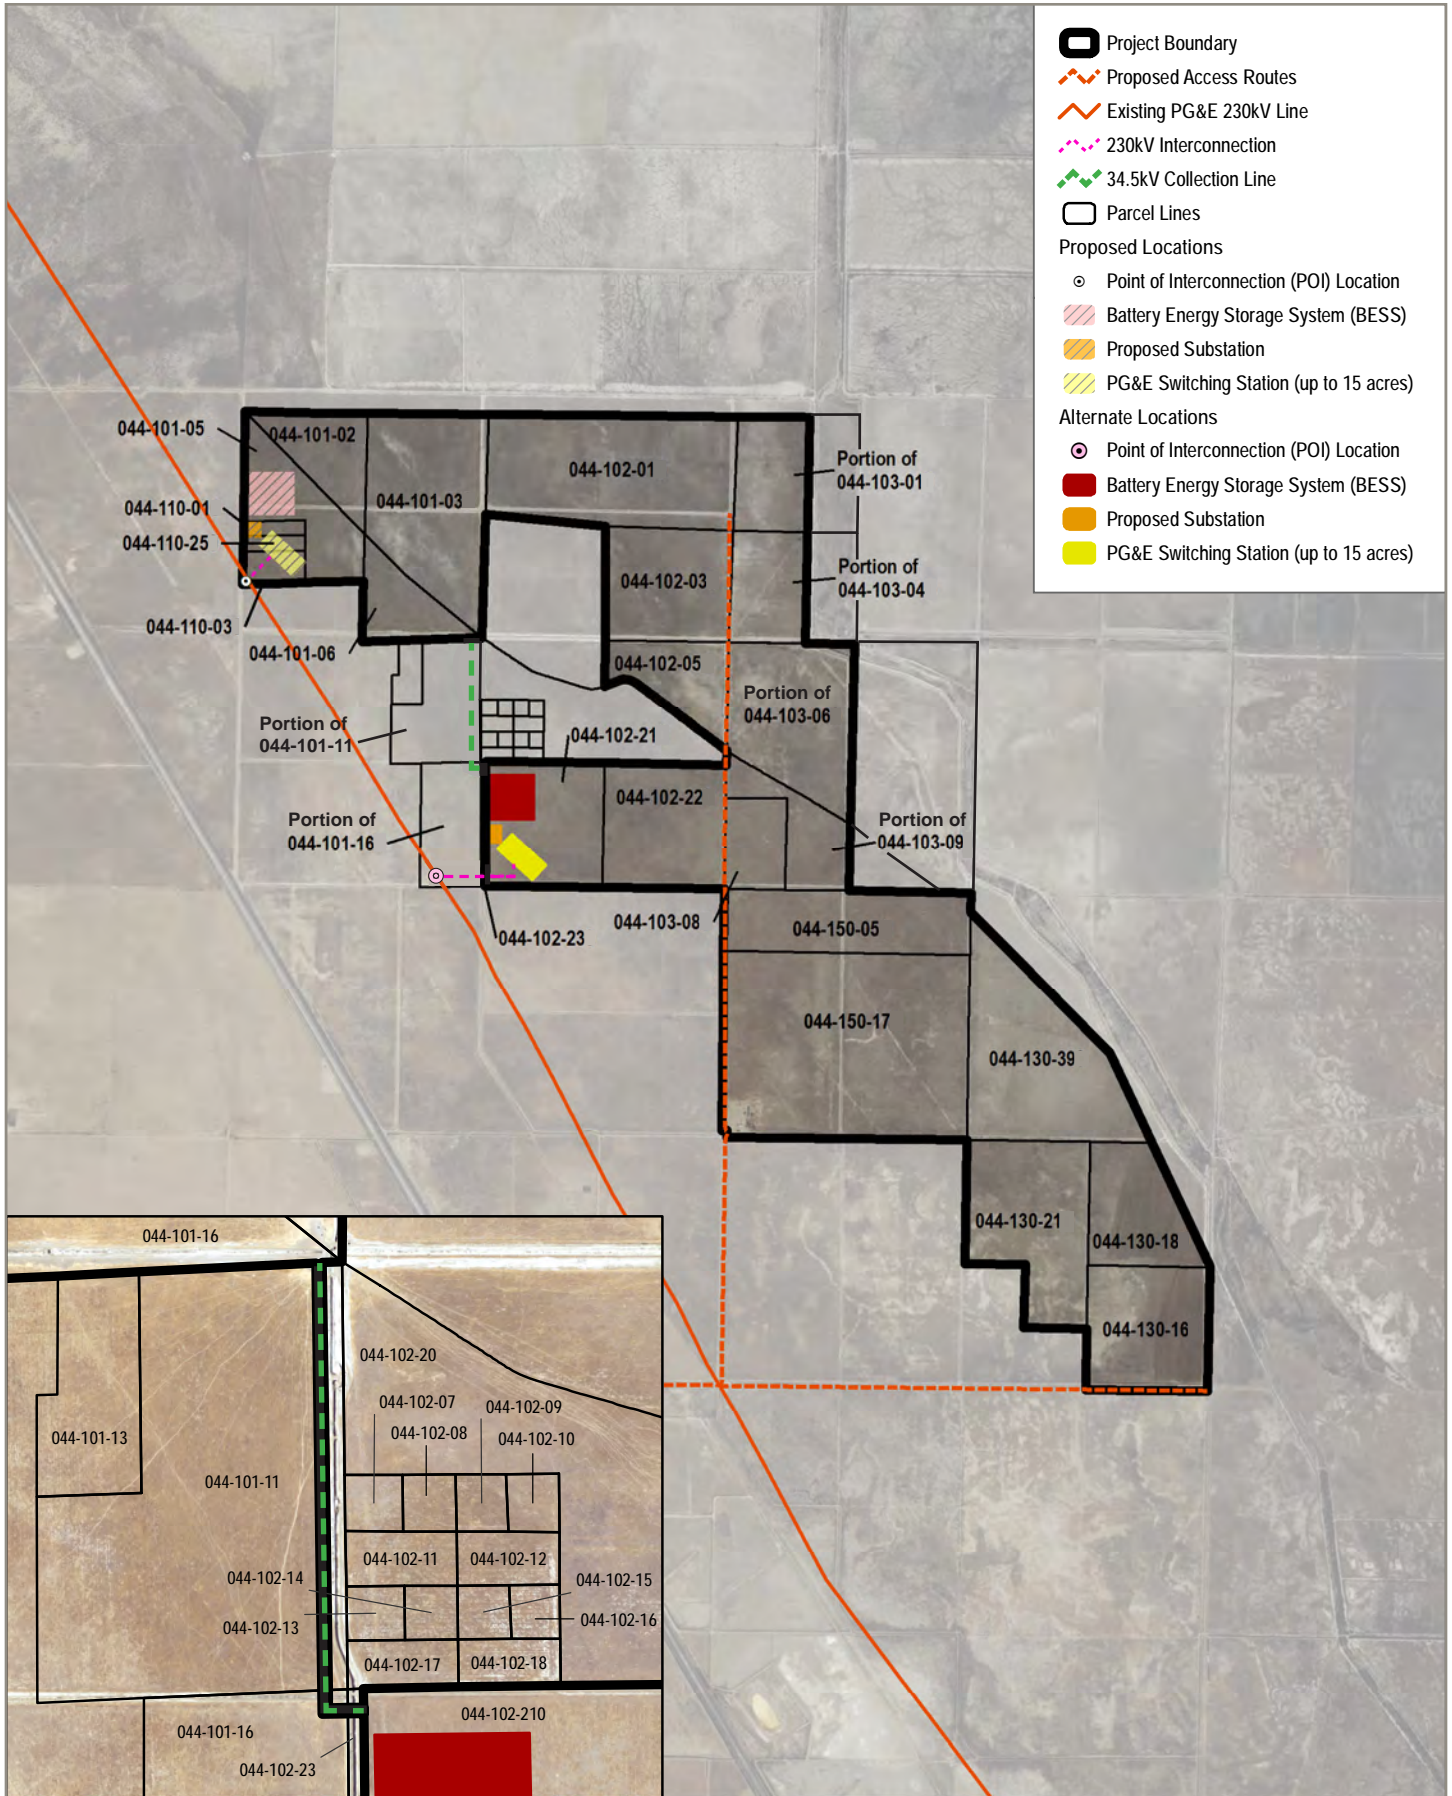 Project Boundary
Proposed Access Routes
Existing PG&E 230kV Line
230kV Interconnection
34.5kV Collection Line
Parcel Lines
Proposed Locations
Point of Interconnection (POI) Location
Battery Energy Storage System (BESS)
Proposed Substation
PG&E Switching Station (up to 15 acres)
Alternate Locations
Point of Interconnection (POI) Location
Battery Energy Storage System (BESS)
Proposed Substation
PG&E Switching Station (up to 15 acres)
044-101-05
044-101-02
044-102-01
Portion of
044-103-01
044-101-03
044-110-01
044-110-25
044-102-03
Portion of
044-103-04
044-110-03
044-101-06
044-102-05
Portion of
044-103-06
Portion of
044-101-11
044-102-21
044-102-22
Portion of
044-101-16
Portion of
044-103-09
044-102-23
044-103-08
044-150-05
044-150-17
044-130-39
044-130-21
044-130-18
044-130-16
044-101-16
044-102-20
044-102-07
044-102-09
044-102-08
044-102-10
044-101-13
044-101-11
044-102-11
044-102-12
044-102-14
044-102-15
044-102-13
044-102-16
044-102-17
044-102-18
044-102-210
044-101-16
044-102-23